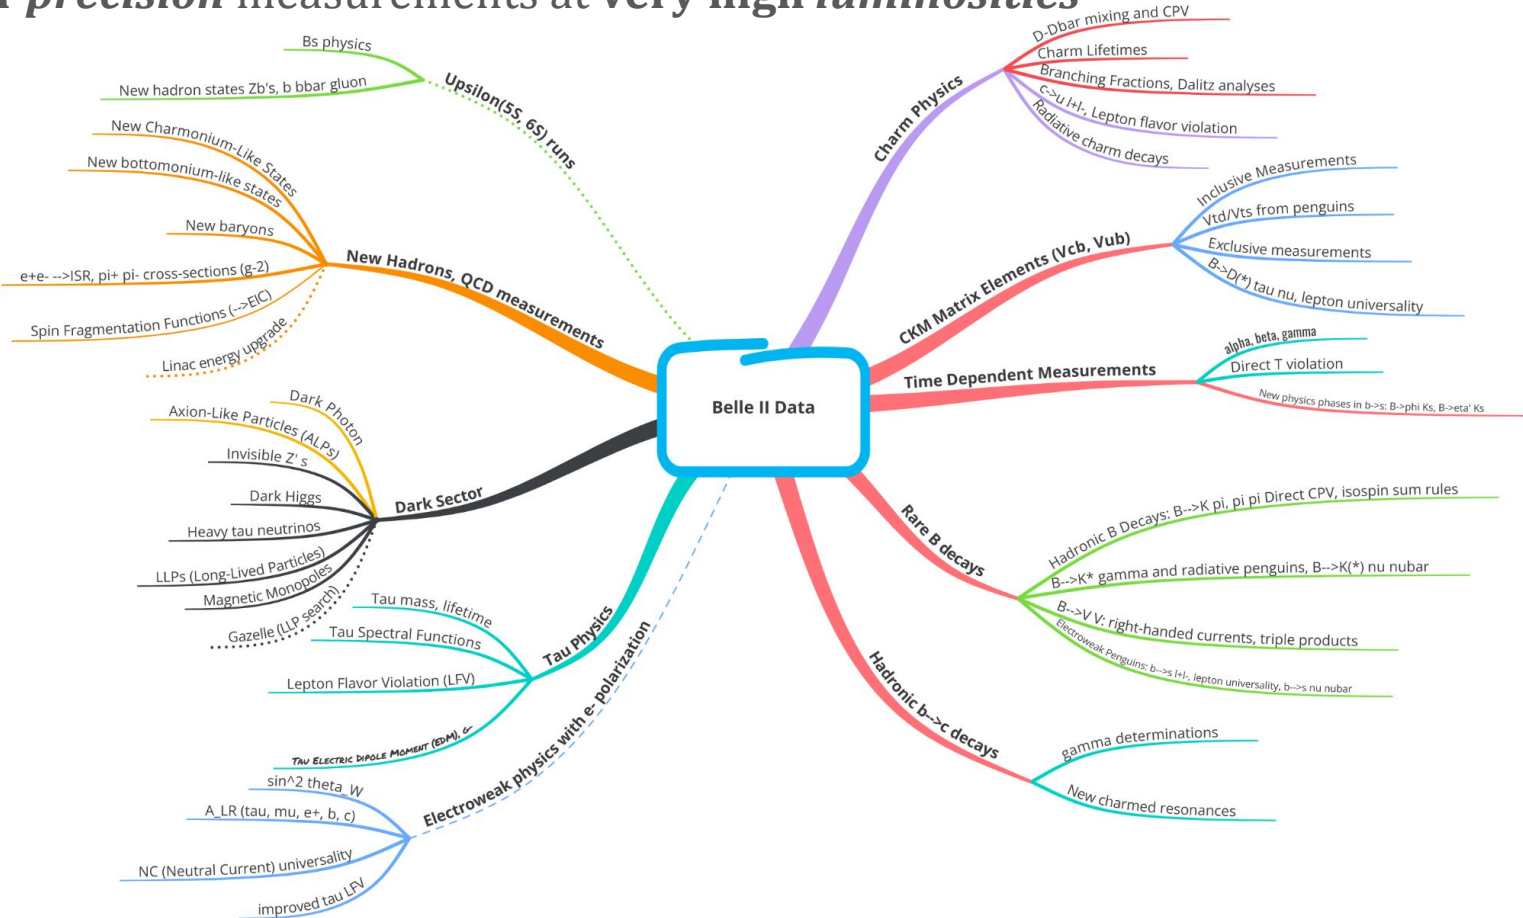 precision measurements at very high luminosities
Bs physics
New hadron states Zb's, b bbar gluon
Upsilon(5S, 6S) runs
New Charmonium-Like States
New bottomonium-like states
New baryons
e+e- -->ISR, pi+ pi- cross-sections (g-2)
Spin Fragmentation Functions (-->EIC)
Linac energy upgrade
New Hadrons, QCD measurements
Dark Photon
Axion-Like Particles (ALPs)
Invisible Z' s
Dark Higgs
Heavy tau neutrinos
LLPs (Long-Lived Particles)
Magnetic Monopoles
Gazelle (LLP search)
Dark Sector
Tau mass, lifetime
Tau Spectral Functions
Lepton Flavor Violation (LFV)
Tau Electric Dipole Moment (EDM), g-
Tau Physics
sin^2 theta_W
A_LR (tau, mu, e+, b, c)
NC (Neutral Current) universality
improved tau LFV
Electroweak physics with e- polarization
Belle II Data
Charm Physics
D-Dbar mixing and CPV
Charm Lifetimes
Branching Fractions, Dalitz analyses
c->u l+l-, Lepton flavor violation
Radiative charm decays
CKM Matrix Elements (Vcb, Vub)
Inclusive Measurements
Vtd/Vts from penguins
Exclusive measurements
B->D(*) tau nu, lepton universality
Time Dependent Measurements
alpha, beta, gamma
Direct T violation
New physics phases in b->s: B->phi Ks, B->eta' Ks
Rare B decays
Hadronic B Decays: B-->K pi, pi pi Direct CPV, isospin sum rules
B-->K* gamma and radiative penguins, B-->K(*) nu nubar
B-->V V: right-handed currents, triple products
Electroweak Penguins: b-->s l+l-, lepton universality, b-->s nu nubar
Hadronic b-->c decays
gamma determinations
New charmed resonances